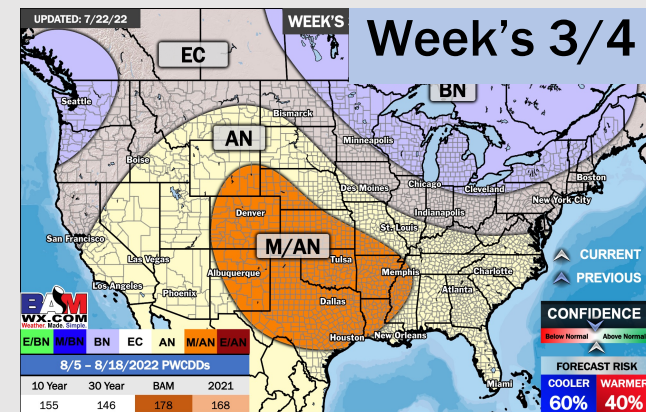 UPDATED: 7/22/22
WEEK'S
Week's 3/4
EC
BN
Seattle
Bismarck
AN
Minneapolis
Boise
Boston
Des Moines
Chicago
Cleveland
New York City
Denver
Indianapolis
St. Louis
San Francisco
M/AN
CURRENT
Las Vegas
Albuquerque
Tulsa
Memphis
Charlotte
PREVIOUS
Los Angeles
Phoenix
Atlanta
BAM
WX.COM
Weather. Made. Simple.
Dallas
CONFIDENCE
Houston
New Orleans
Below Normal
Above Normal
E/BN M/BN BN EC AN M/AN E/AN
8/5 – 8/18/2022 PWCDDs
FORECAST RISK
10 Year 30 Year BAM 2021
Miami
COOLER WARMER
155 146 178 168
60% 40%